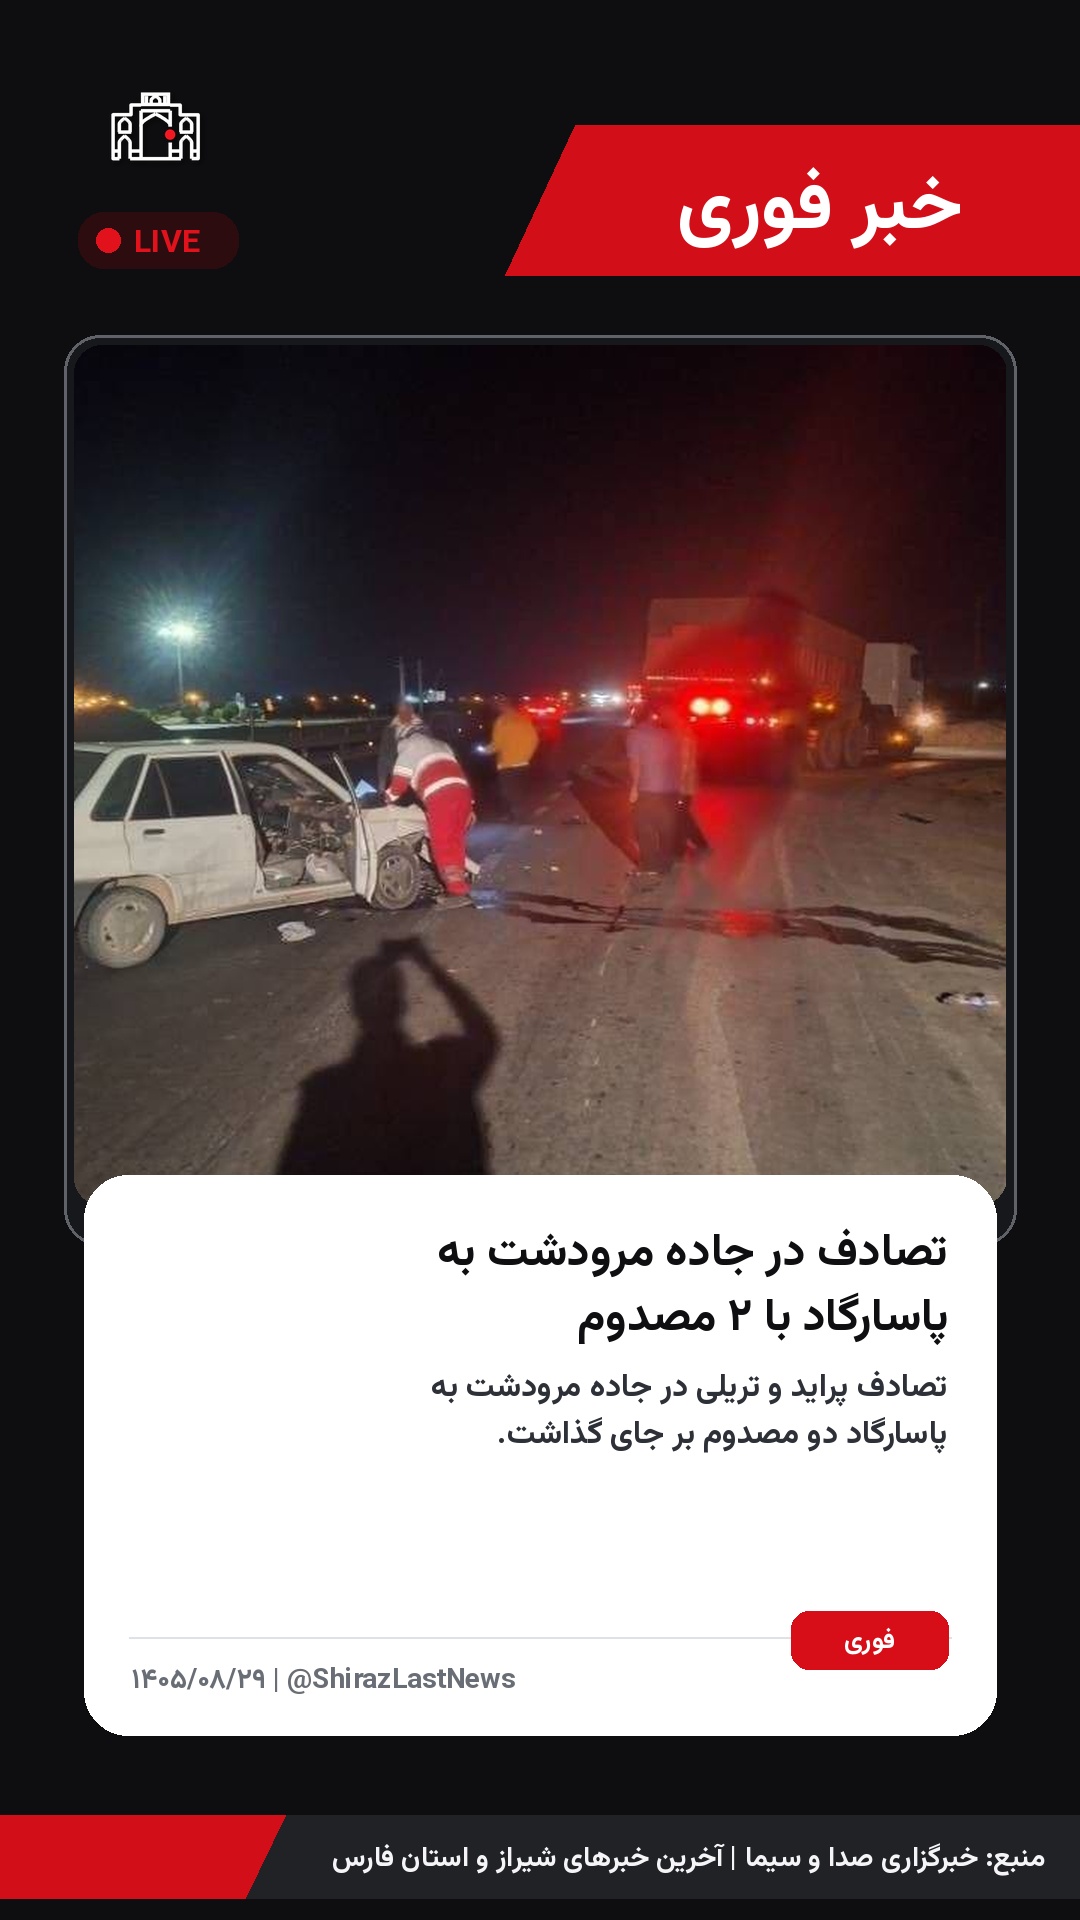 خبر فوری
LIVE
تصادف در جاده مرودشت به
پاسارگاد با ۲ مصدوم
تصادف پراید و تریلی در جاده مرودشت به
پاسارگاد دو مصدوم بر جای گذاشت.
فوری
۱۴۰۵/۰۸/۲۹ | @ShirazLastNews
منبع: خبرگزاری صدا و سیما | آخرین خبرهای شیراز و استان فارس